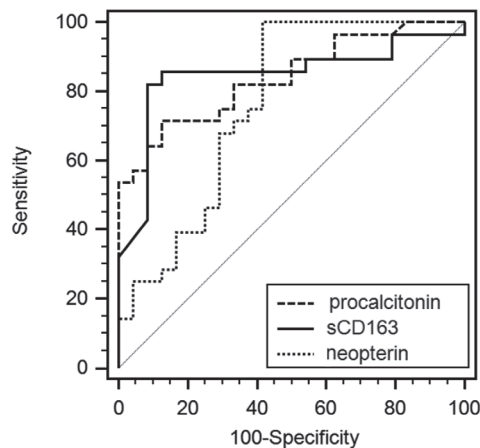 100
80
60
40
20
0
Sensitivity
procalcitonin
sCD163
neopterin
0 20 40 60 80 100
100-Specificity